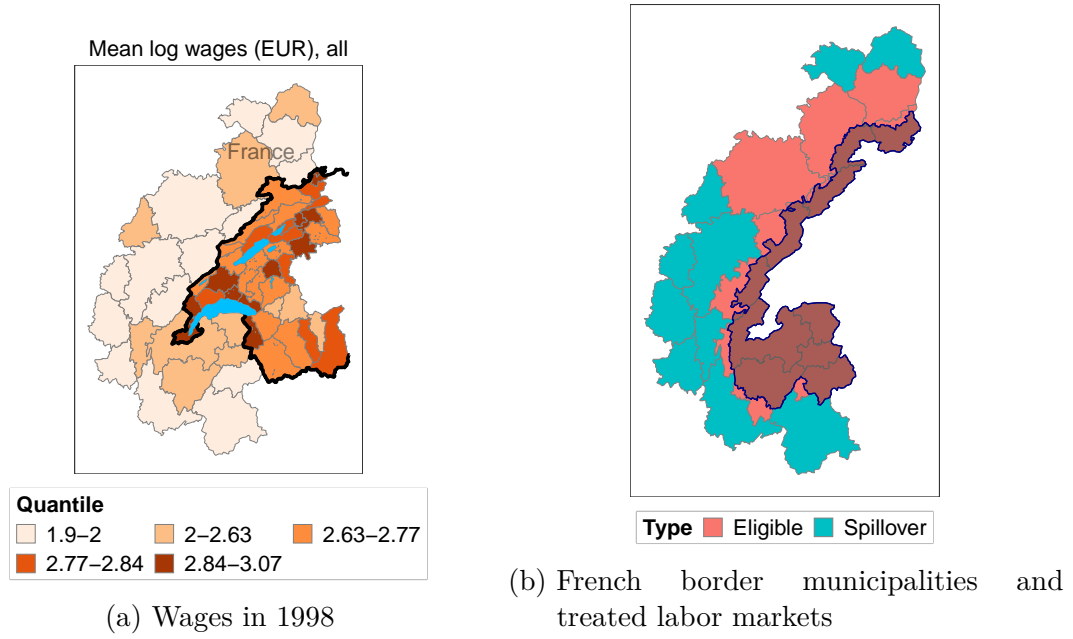 Mean log wages (EUR), all
France
Quantile
1.9−2 2−2.63 2.63−2.77
2.77−2.84 2.84−3.07
(a) Wages in 1998
Type Eligible Spillover
(b) French border municipalities and
treated labor markets